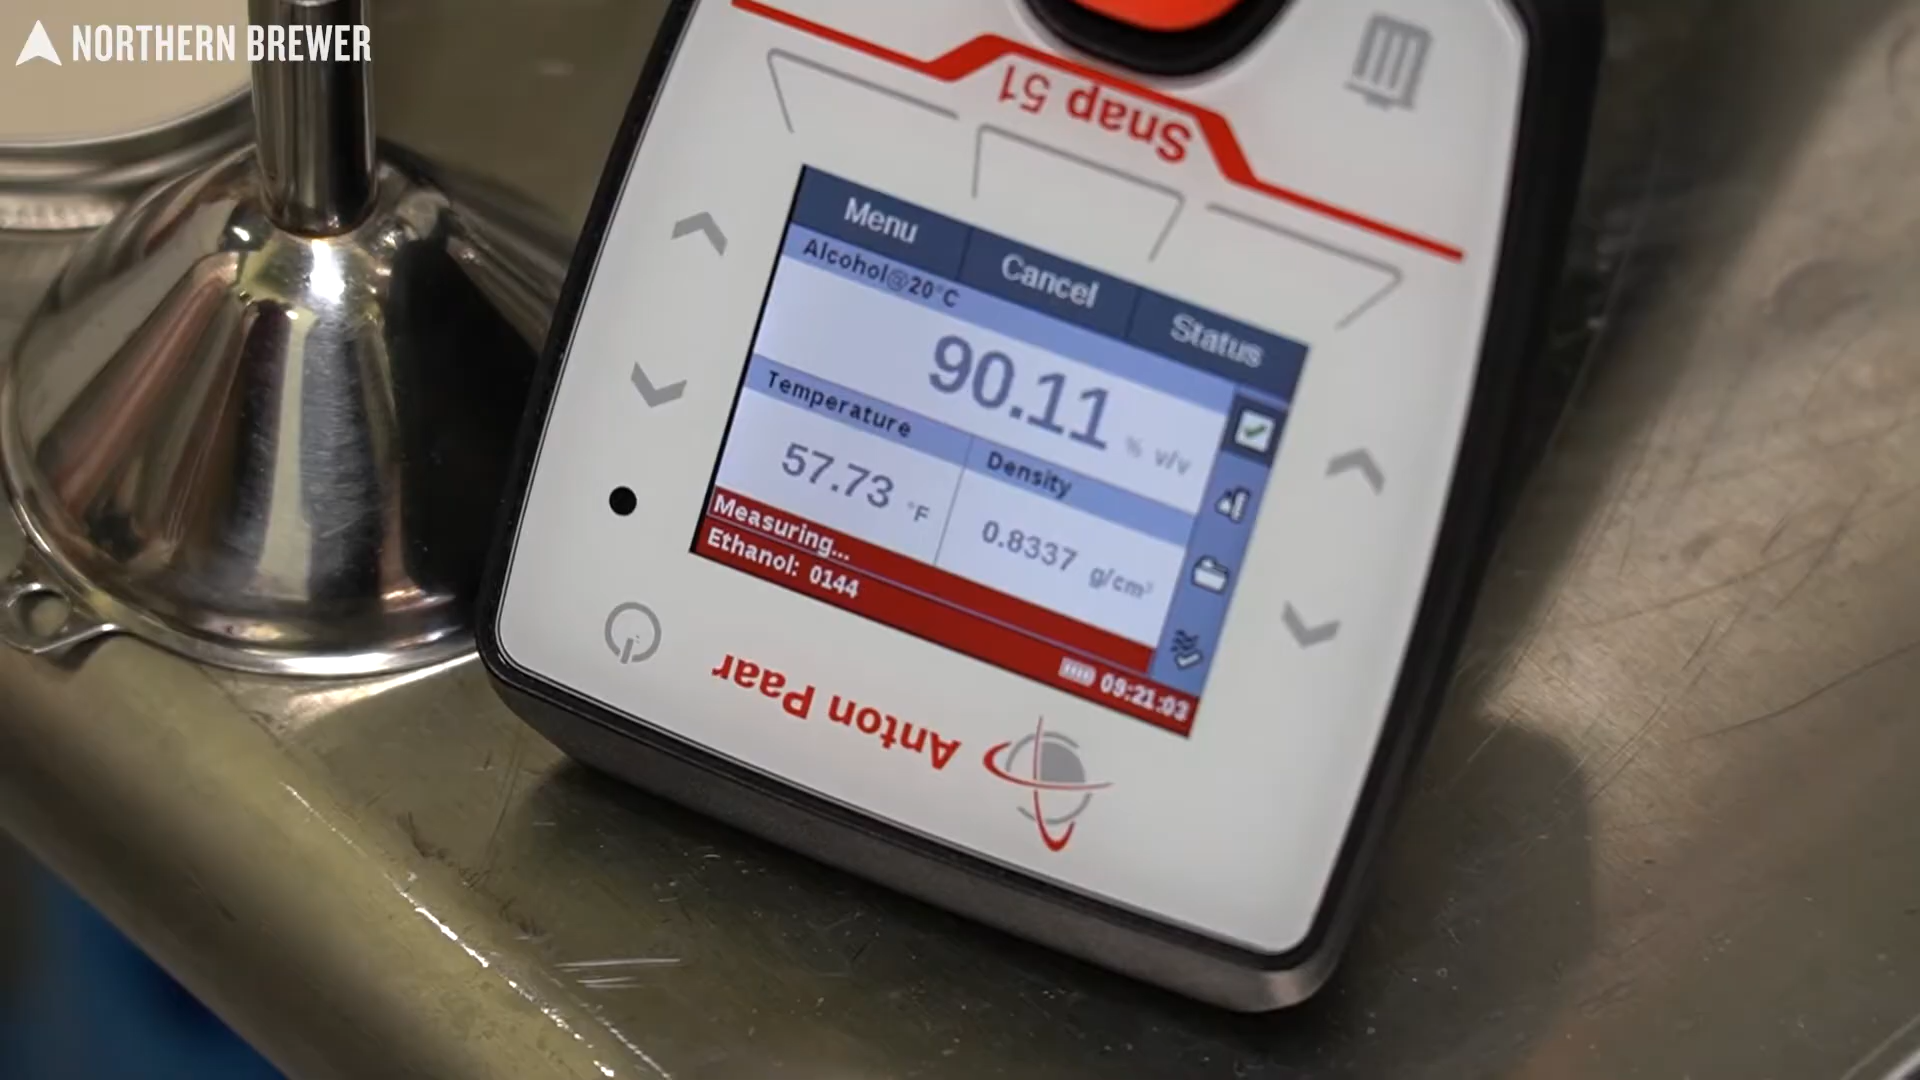 NORTHERN BREWER
Snap 51
Menu Cancel Status
Alcohol@20°C
90.11 % v/v
Temperature Density
57.73 °F 0.8337 g/cm³
Measuring...
Ethanol: 0144
09:21:03
Anton Paar